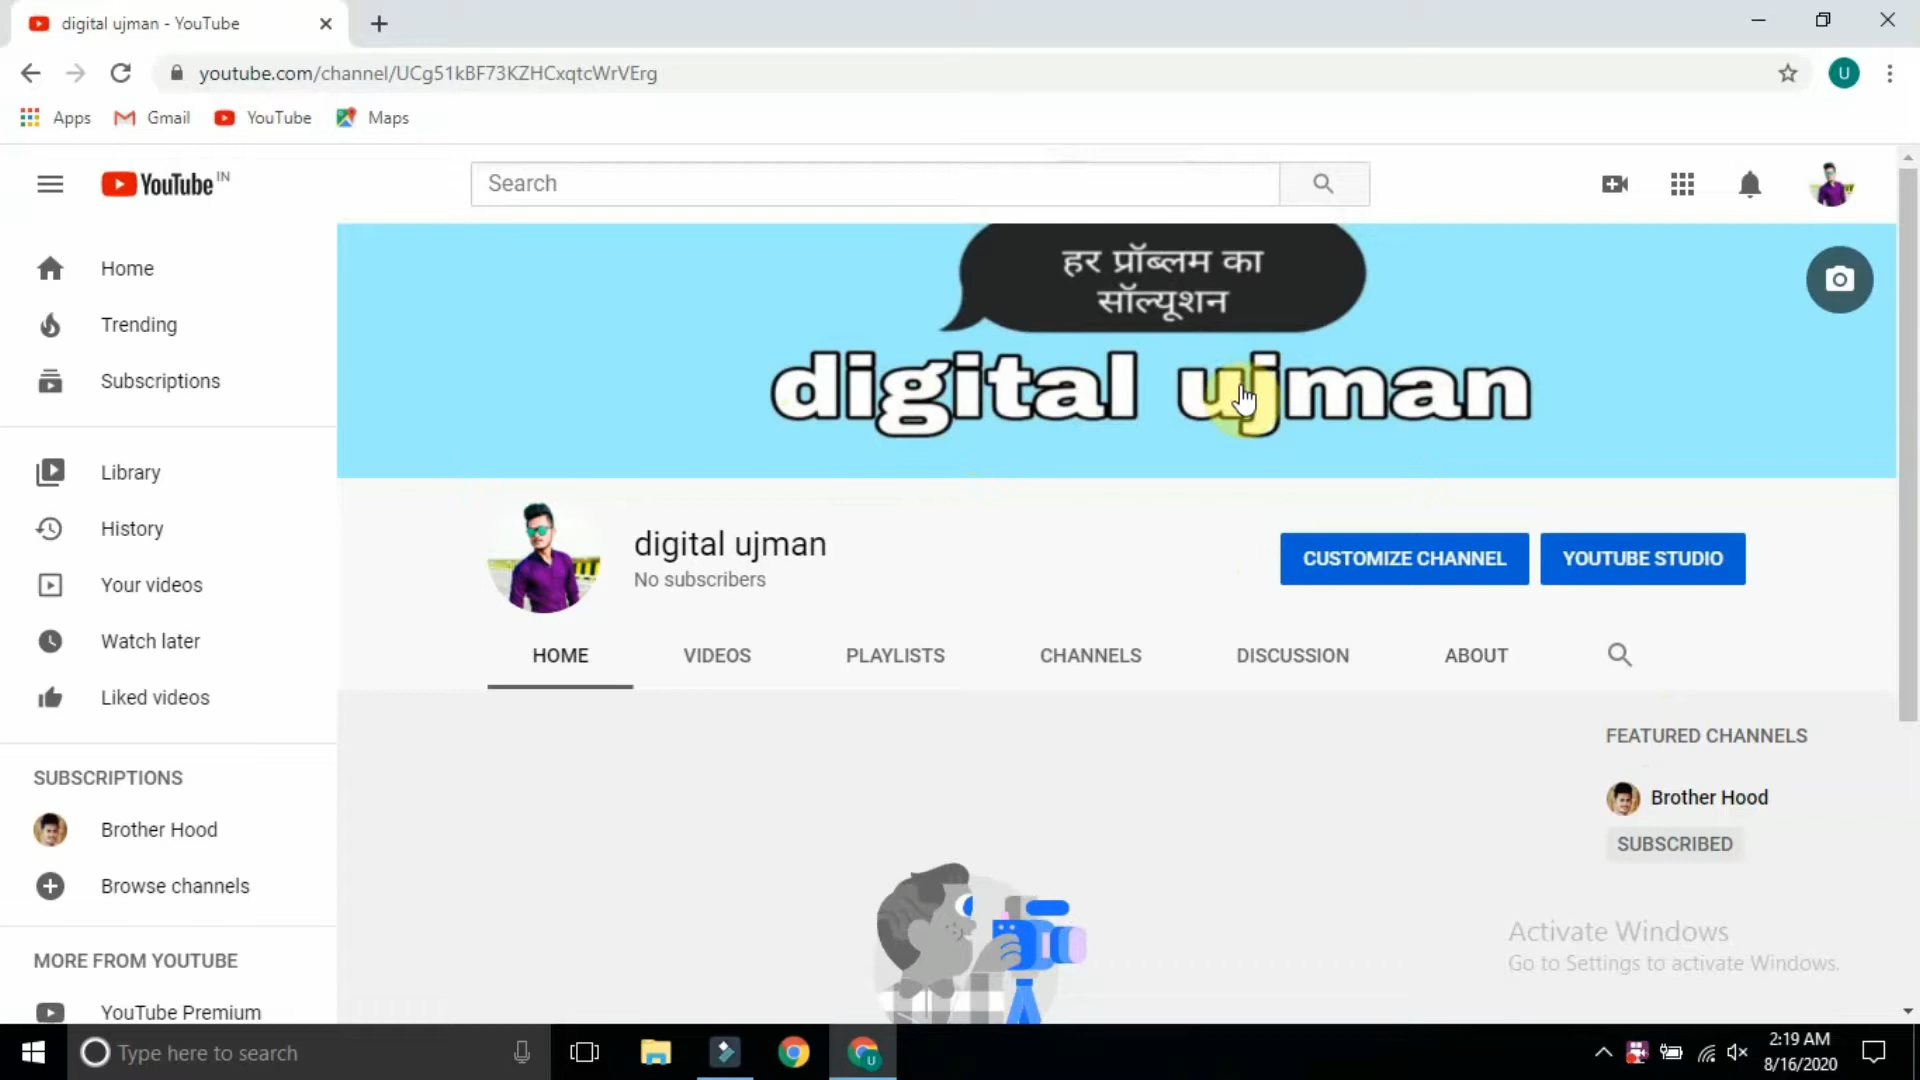 digital ujman - YouTube
youtube.com/channel/UCg51kBF73KZHCxqtcWrVErg
U
Apps
Gmail
YouTube
Maps
YouTube IN
Search
Home
Trending
Subscriptions
Library
History
Your videos
Watch later
Liked videos
SUBSCRIPTIONS
Brother Hood
Browse channels
MORE FROM YOUTUBE
YouTube Premium
हर प्रॉब्लम का
सॉल्यूशन
digital ujman
digital ujman
No subscribers
CUSTOMIZE CHANNEL
YOUTUBE STUDIO
HOME
VIDEOS
PLAYLISTS
CHANNELS
DISCUSSION
ABOUT
FEATURED CHANNELS
Brother Hood
SUBSCRIBED
Activate Windows
Go to Settings to activate Windows.
Type here to search
U
2:19 AM
8/16/2020